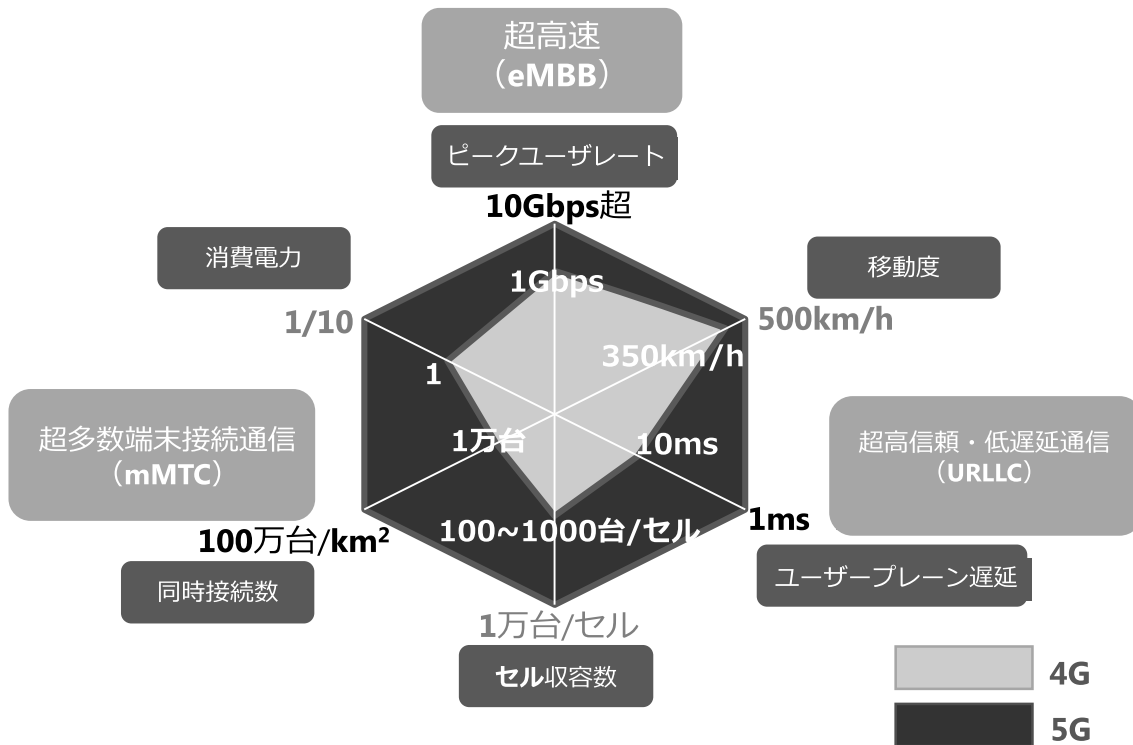 超高速
（eMBB）
ピークユーザレート
10Gbps超
消費電力
移動度
1Gbps
1/10
500km/h
350km/h
1
超多数端末接続通信
（mMTC）
1万台
10ms
超高信頼・低遅延通信
（URLLC）
100万台/km²
100~1000台/セル
1ms
同時接続数
ユーザープレーン遅延
1万台/セル
セル収容数
4G
5G